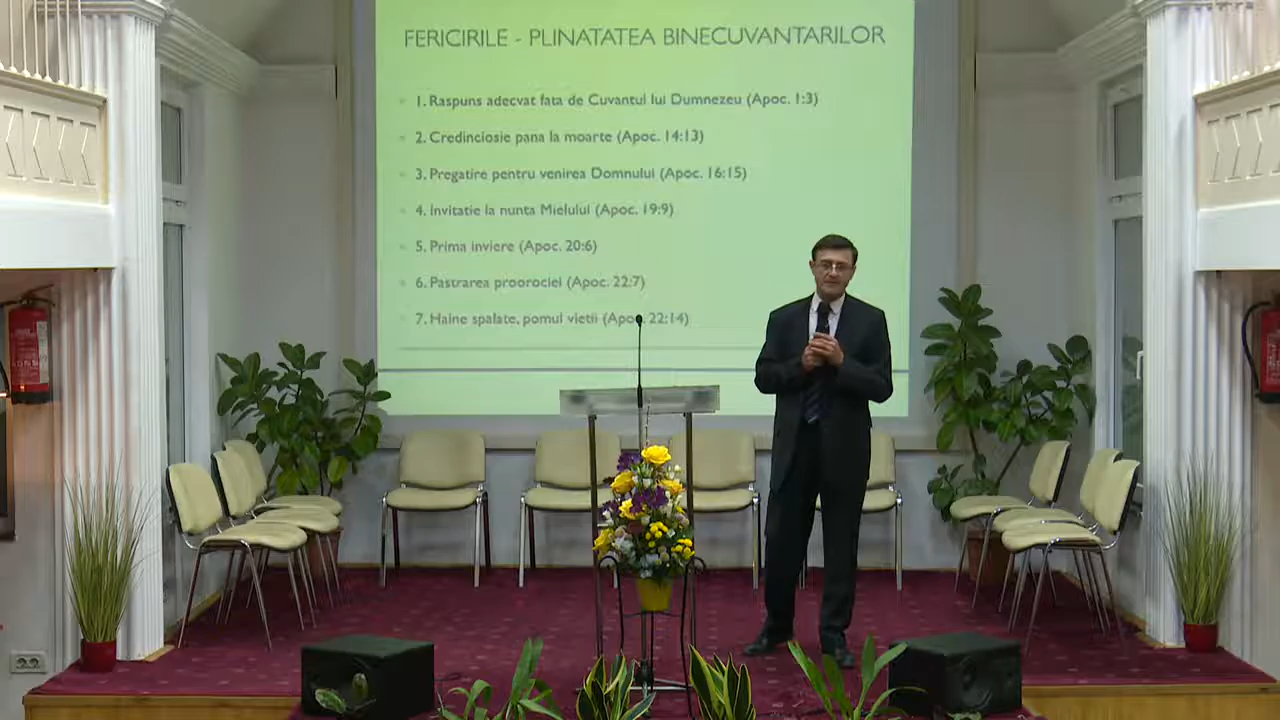 FERICIRILE - PLINATATEA BINECUVANTARILOR
1. Raspuns adecvat fata de Cuvantul lui Dumnezeu (Apoc. 1:3)
2. Credinciosie pana la moarte (Apoc. 14:13)
3. Pregatire pentru venirea Domnului (Apoc. 16:15)
4. Invitatie la nunta Mielului (Apoc. 19:9)
5. Prima inviere (Apoc. 20:6)
6. Pastrarea proorociei (Apoc. 22:7)
7. Haine spalate, pomul vietii (Apoc. 22:14)